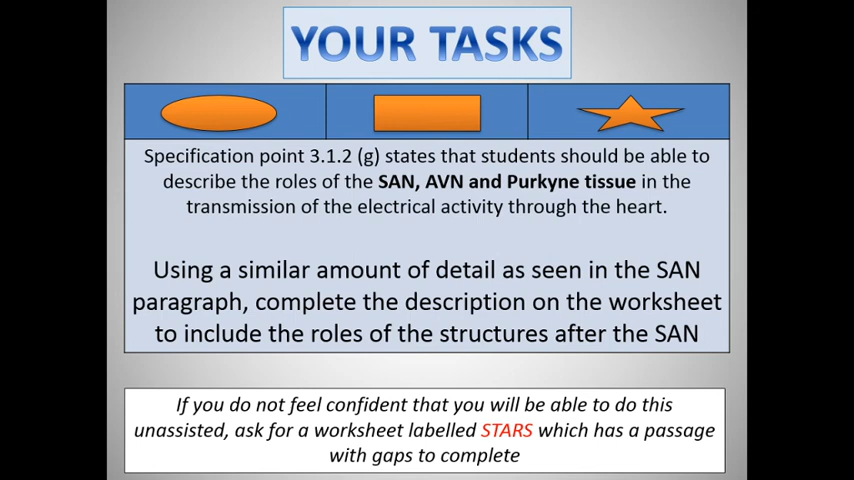 YOUR TASKS
Specification point 3.1.2 (g) states that students should be able to
describe the roles of the SAN, AVN and Purkyne tissue in the
transmission of the electrical activity through the heart.
Using a similar amount of detail as seen in the SAN
paragraph, complete the description on the worksheet
to include the roles of the structures after the SAN
If you do not feel confident that you will be able to do this
unassisted, ask for a worksheet labelled STARS which has a passage
with gaps to complete